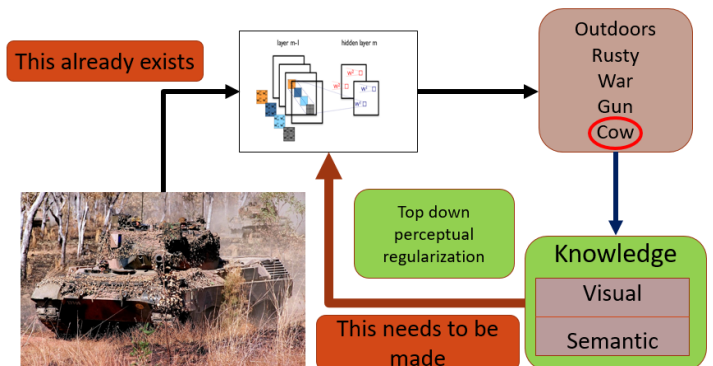 This already exists
layer m-1 hidden layer m
Outdoors
Rusty
War
Gun
Cow
Top down
perceptual
regularization
Knowledge
Visual
Semantic
This needs to be
made